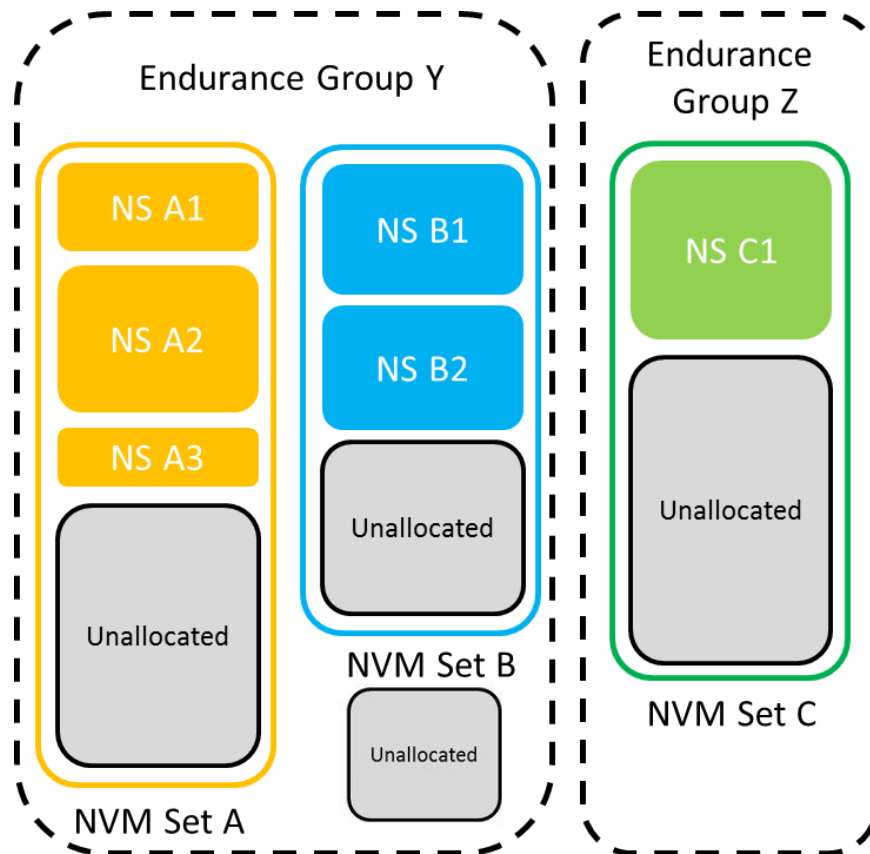 Endurance Group Y
NS A1
NS A2
NS A3
Unallocated
NVM Set A
NS B1
NS B2
Unallocated
NVM Set B
Unallocated
Endurance
Group Z
NS C1
Unallocated
NVM Set C